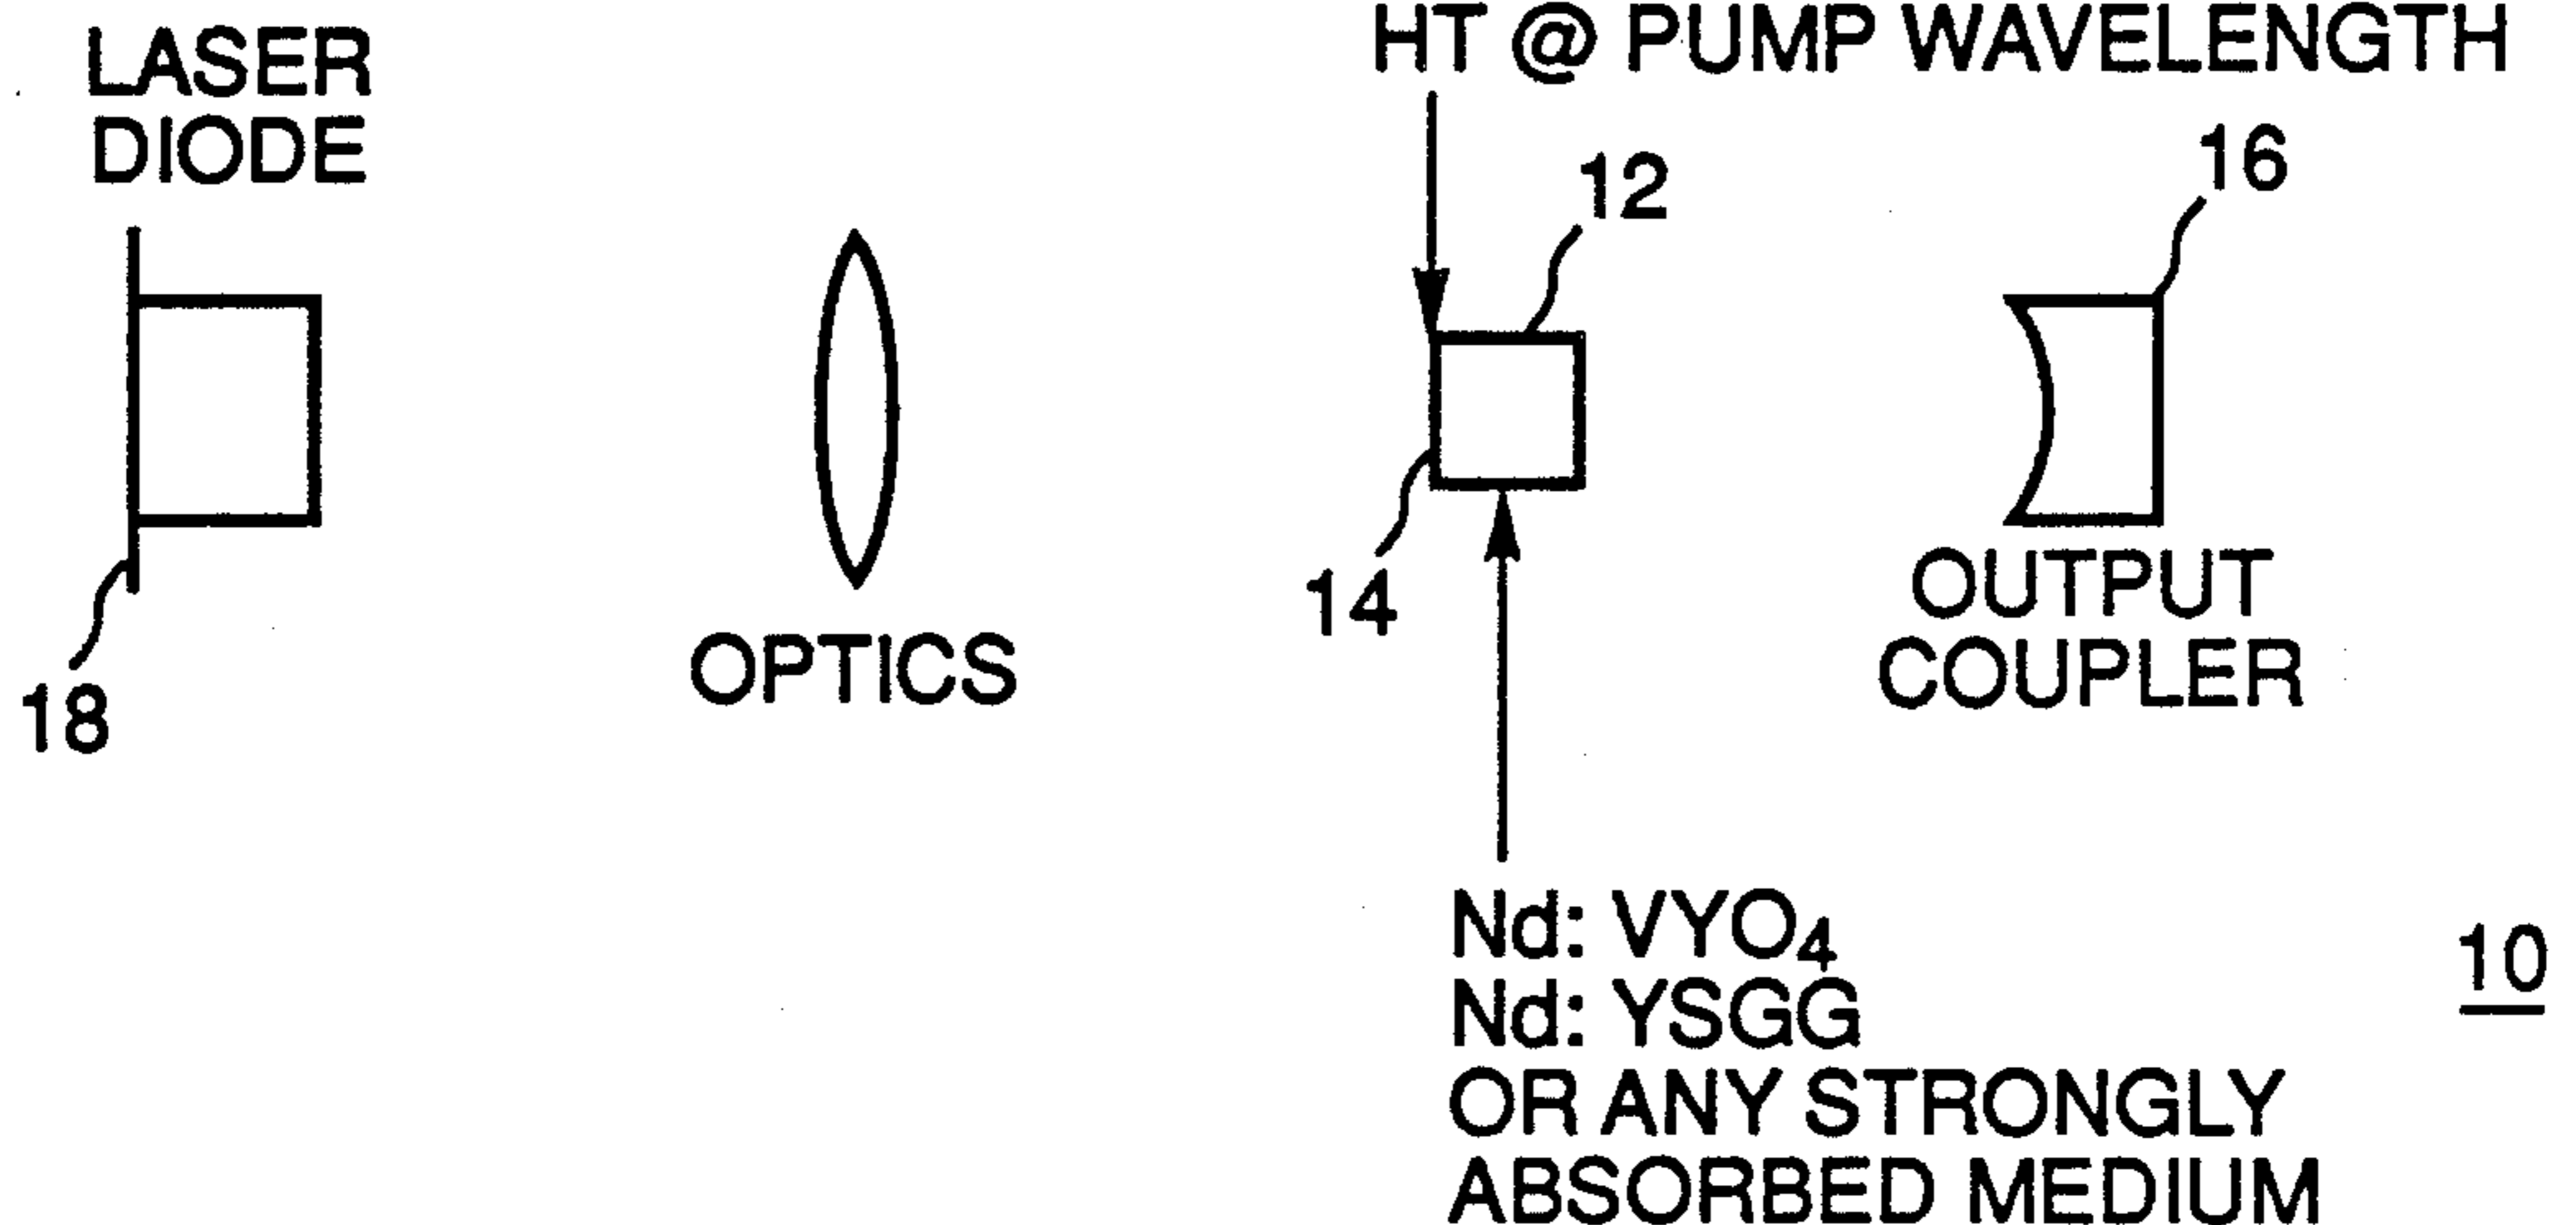 LASER
DIODE
HT @ PUMP WAVELENGTH
12
16
14
18
OPTICS
OUTPUT
COUPLER
Nd: VYO₄
Nd: YSGG
OR ANY STRONGLY
ABSORBED MEDIUM
10